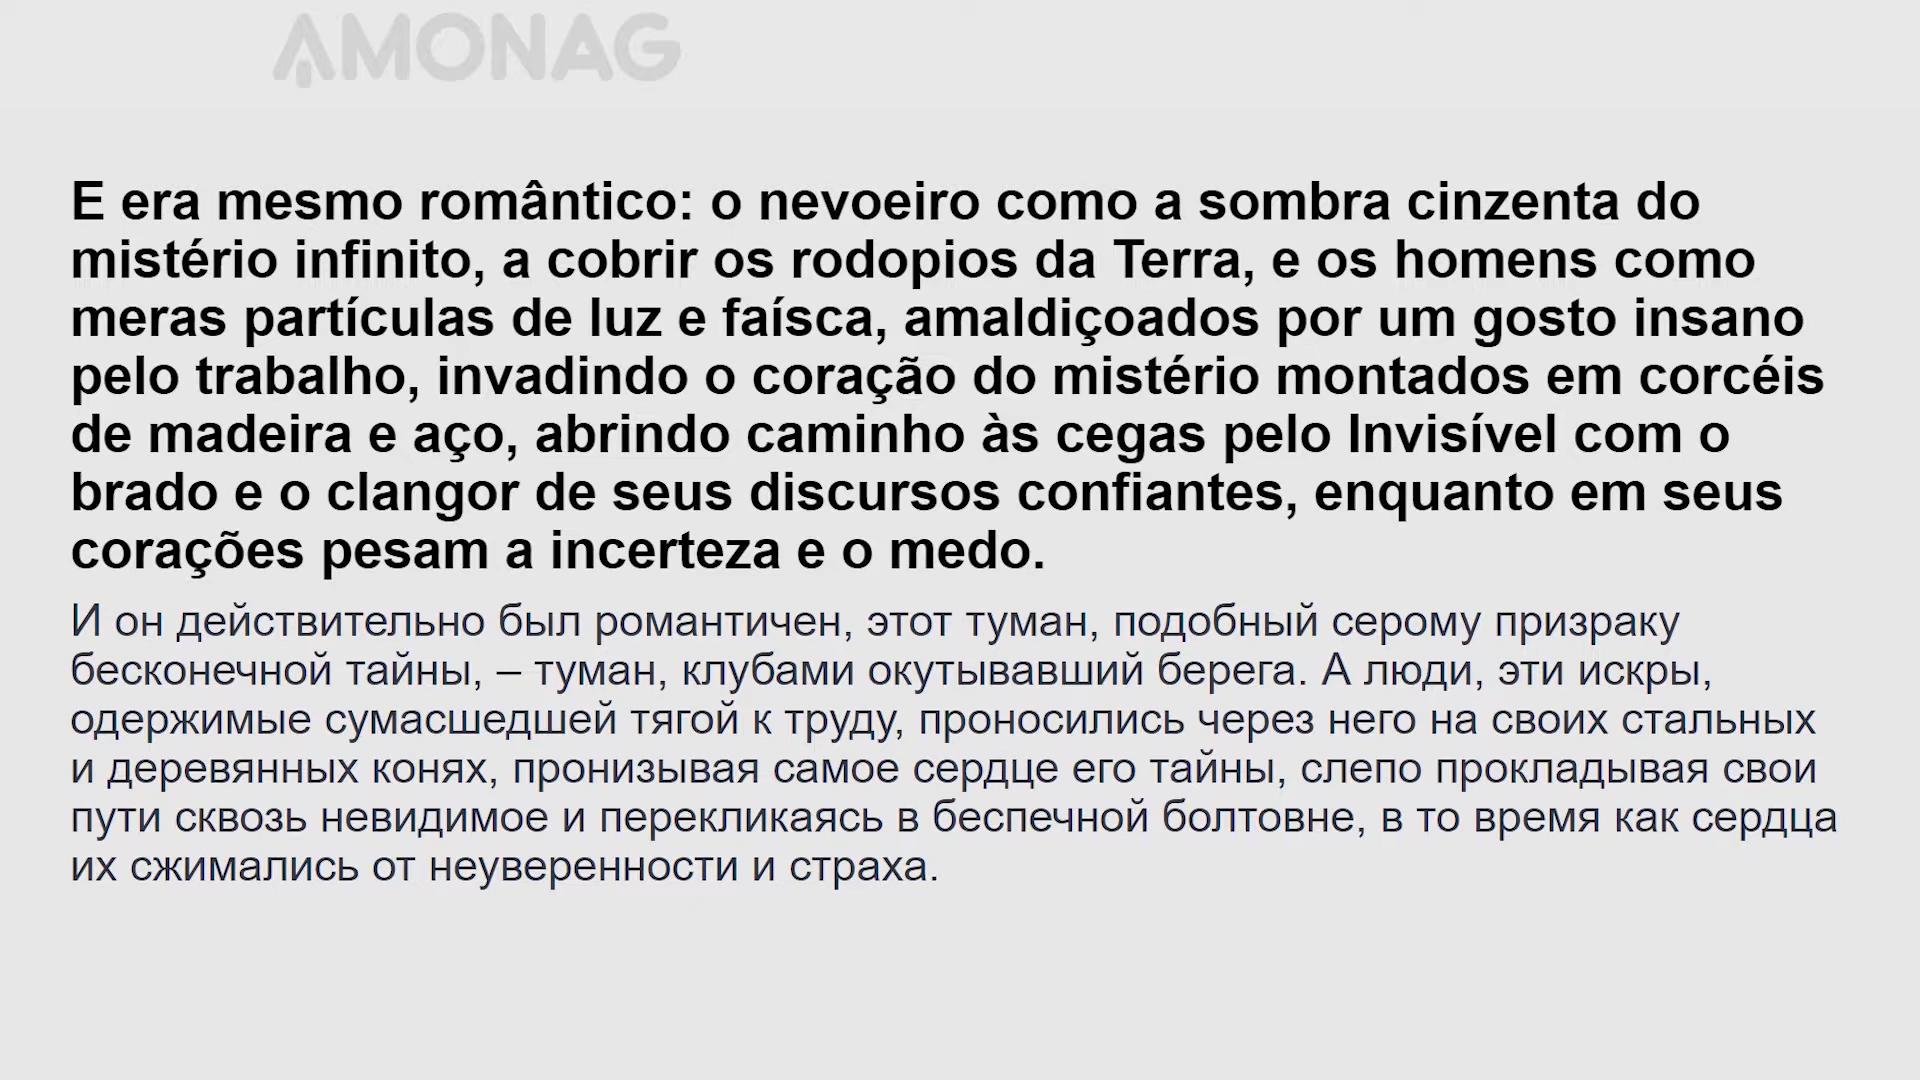 AMONAG
E era mesmo romântico: o nevoeiro como a sombra cinzenta do
mistério infinito, a cobrir os rodopios da Terra, e os homens como
meras partículas de luz e faísca, amaldiçoados por um gosto insano
pelo trabalho, invadindo o coração do mistério montados em corcéis
de madeira e aço, abrindo caminho às cegas pelo Invisível com o
brado e o clangor de seus discursos confiantes, enquanto em seus
corações pesam a incerteza e o medo.
И он действительно был романтичен, этот туман, подобный серому призраку
бесконечной тайны, – туман, клубами окутывавший берега. А люди, эти искры,
одержимые сумасшедшей тягой к труду, проносились через него на своих стальных
и деревянных конях, пронизывая самое сердце его тайны, слепо прокладывая свои
пути сквозь невидимое и перекликаясь в беспечной болтовне, в то время как сердца
их сжимались от неуверенности и страха.